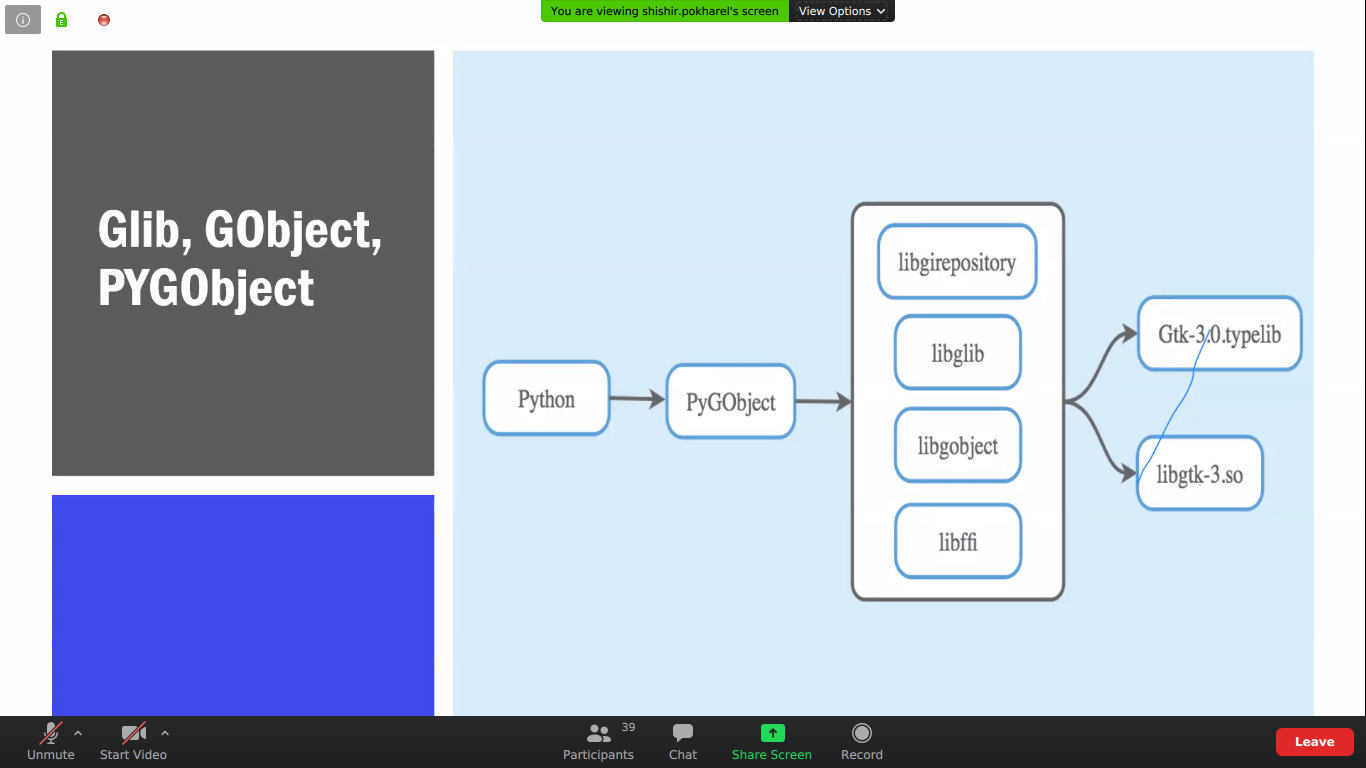 You are viewing shishir.pokharel's screen
View Options
Glib, GObject,
PYGObject
Python
PyGObject
libgirepository
libglib
libgobject
libffi
Gtk-3.0.typelib
libgtk-3.so
Unmute
Start Video
Participants
39
Chat
Share Screen
Record
Leave